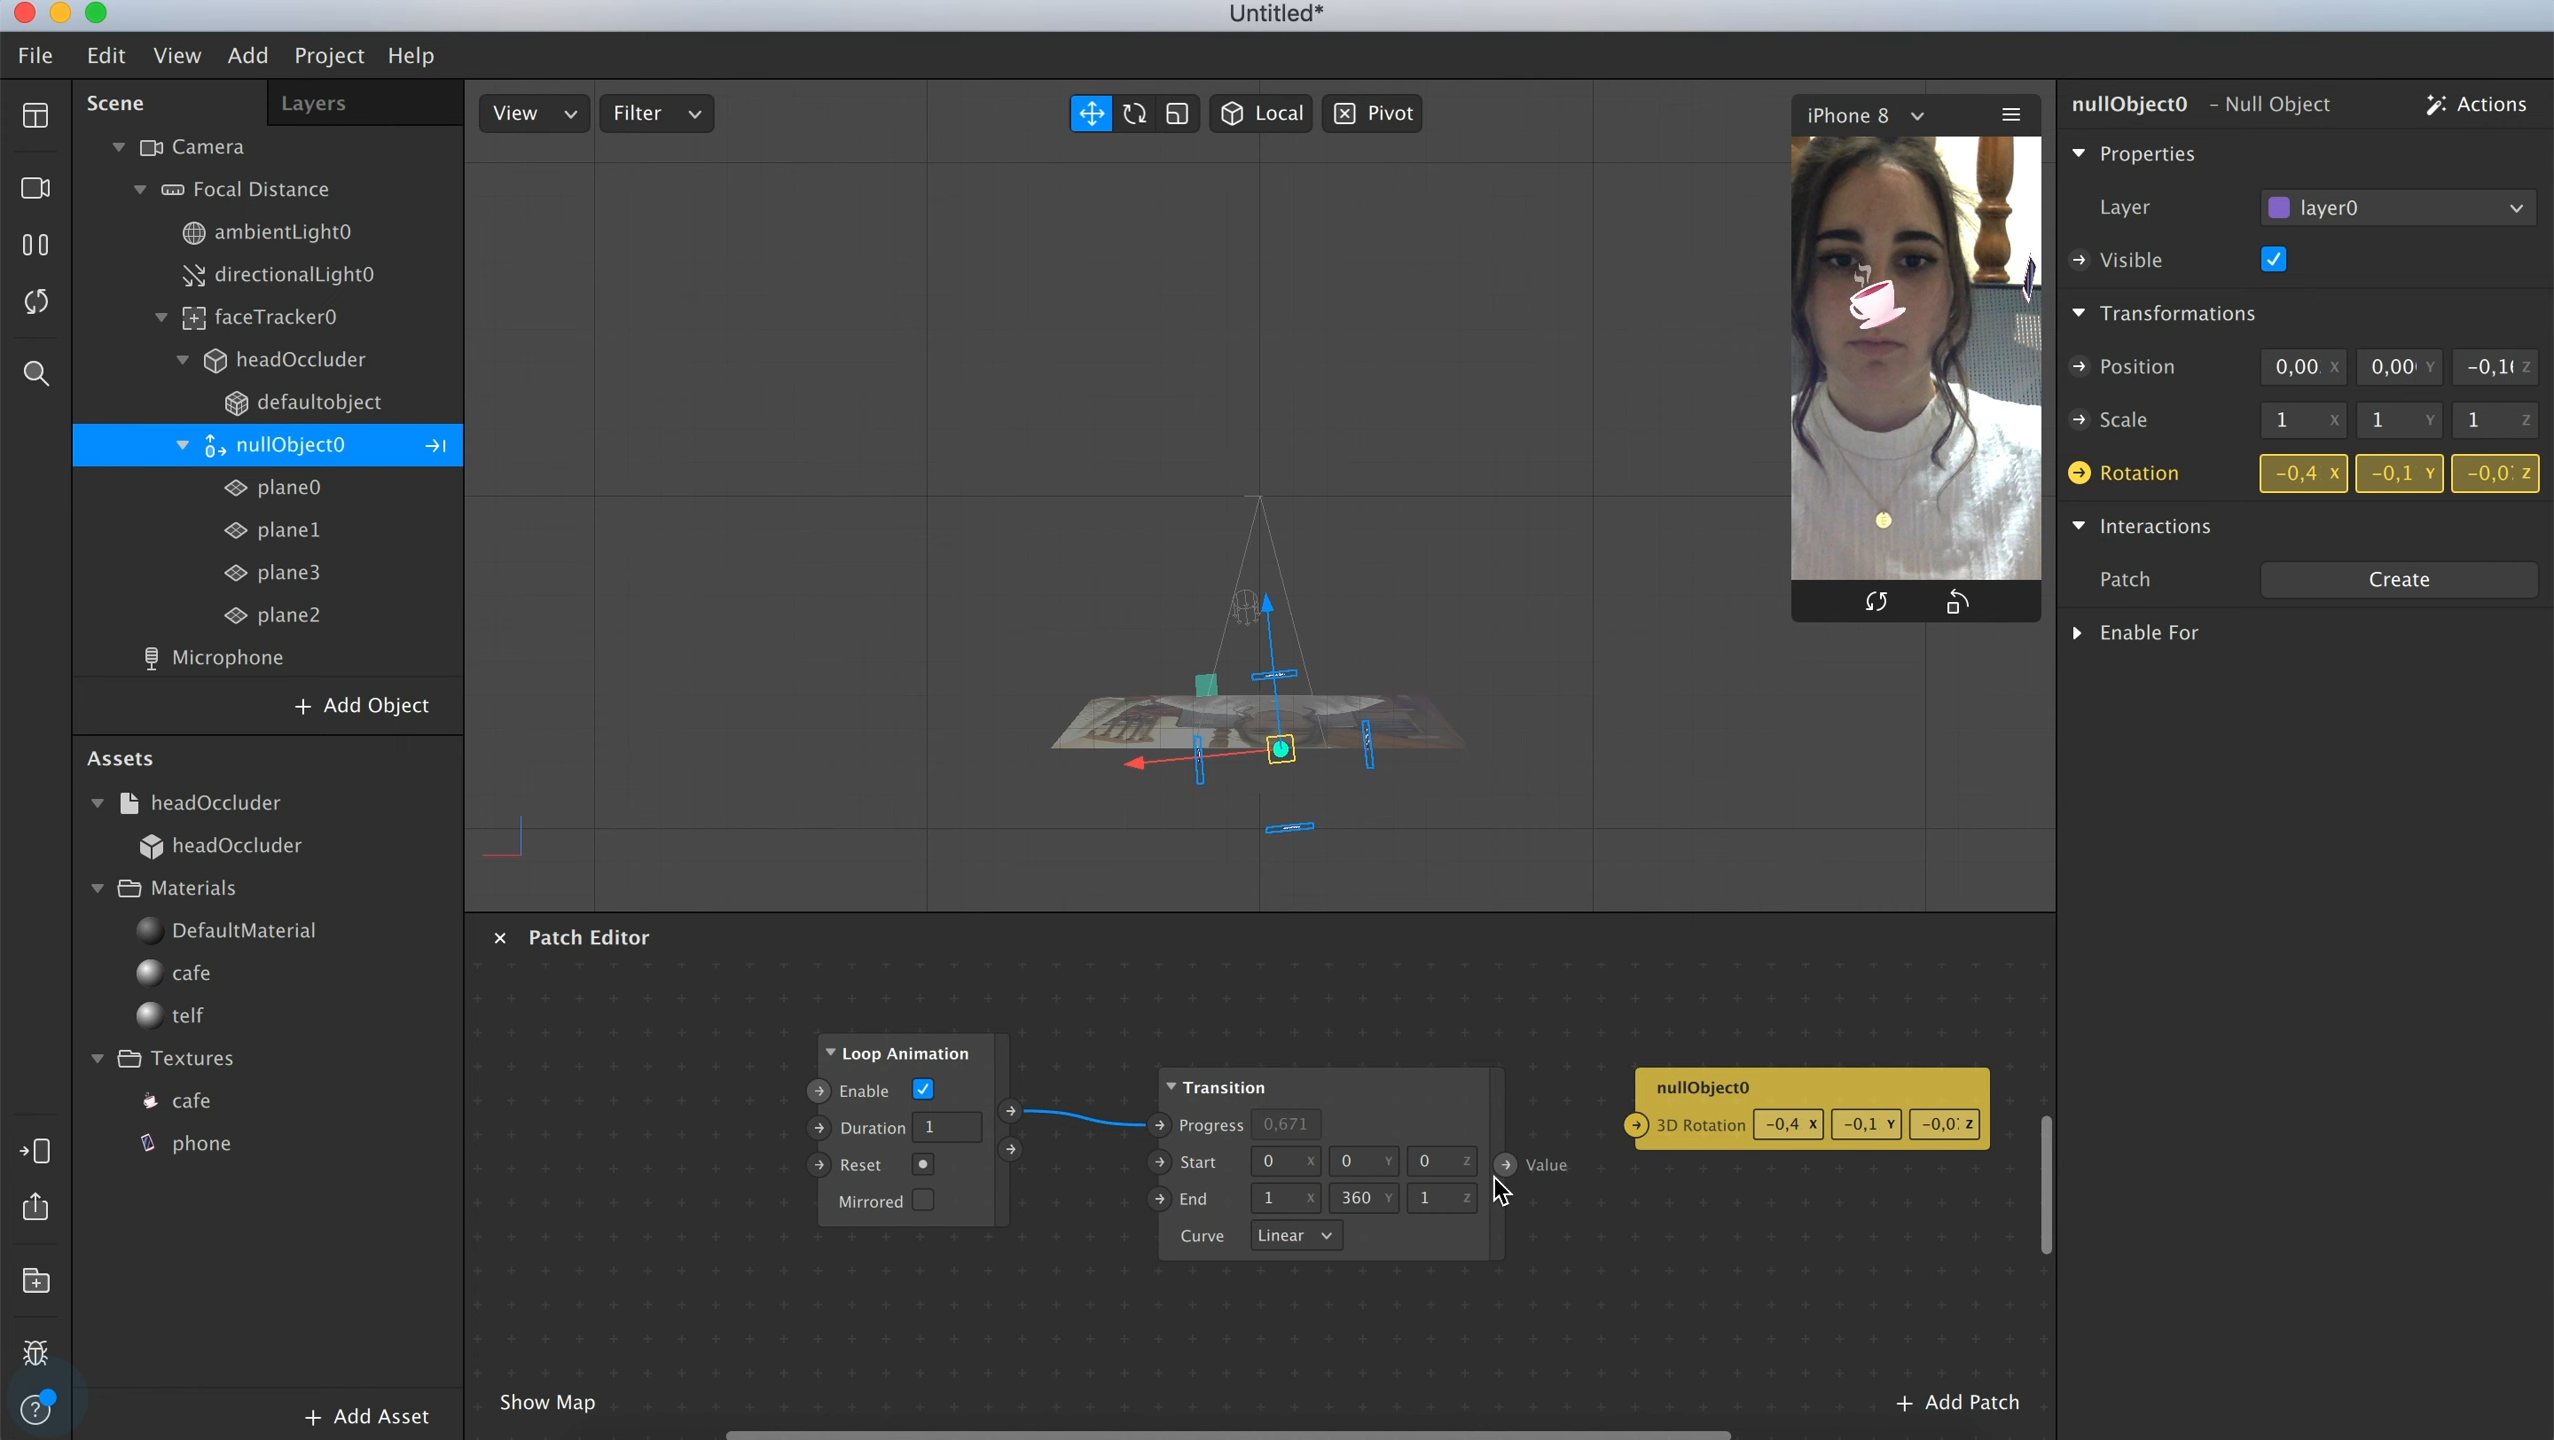 Untitled*
File Edit View Add Project Help
Scene Layers
Camera
Focal Distance
ambientLight0
directionalLight0
faceTracker0
headOccluder
defaultobject
nullObject0
plane0
plane1
plane3
plane2
Microphone
+ Add Object
Assets
headOccluder
headOccluder
Materials
DefaultMaterial
cafe
telf
Textures
cafe
phone
+ Add Asset
View Filter Local Pivot
iPhone 8
Patch Editor
Loop Animation
Enable
Duration 1
Reset
Mirrored
Transition
Progress 0,671
Start 0 X 0 Y 0 Z
End 1 X 360 Y 1 Z
Curve Linear
Value
nullObject0
3D Rotation -0,4 X -0,1 Y -0,0 Z
Show Map
+ Add Patch
nullObject0 - Null Object Actions
Properties
Layer layer0
Visible
Transformations
Position 0,00 X 0,00 Y -0,1 Z
Scale 1 X 1 Y 1 Z
Rotation -0,4 X -0,1 Y -0,0 Z
Interactions
Patch Create
Enable For